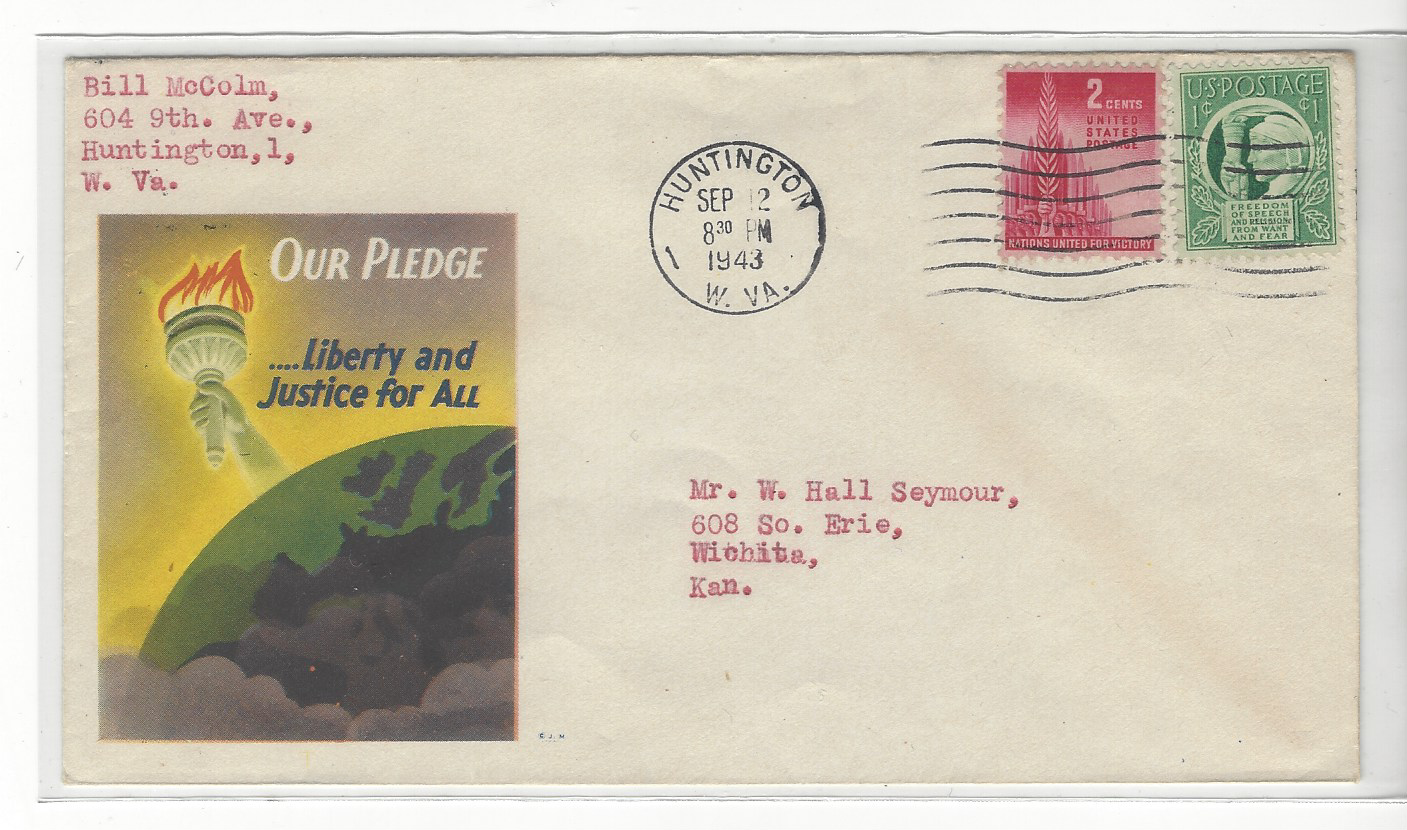 Bill McColm,
604 9th. Ave.,
Huntington,1,
W. Va.
OUR PLEDGE
....Liberty and
Justice for ALL
HUNTINGTON
SEP 12
8 30 PM
1943
1
W. VA.
2 CENTS
UNITED
STATES
POSTAGE
NATIONS UNITED FOR VICTORY
U.S. POSTAGE
1¢ ¢1
FREEDOM
OF SPEECH
AND RELIGION,
FROM WANT
AND FEAR
Mr. W. Hall Seymour,
608 So. Erie,
Wichita,
Kan.
© J. M